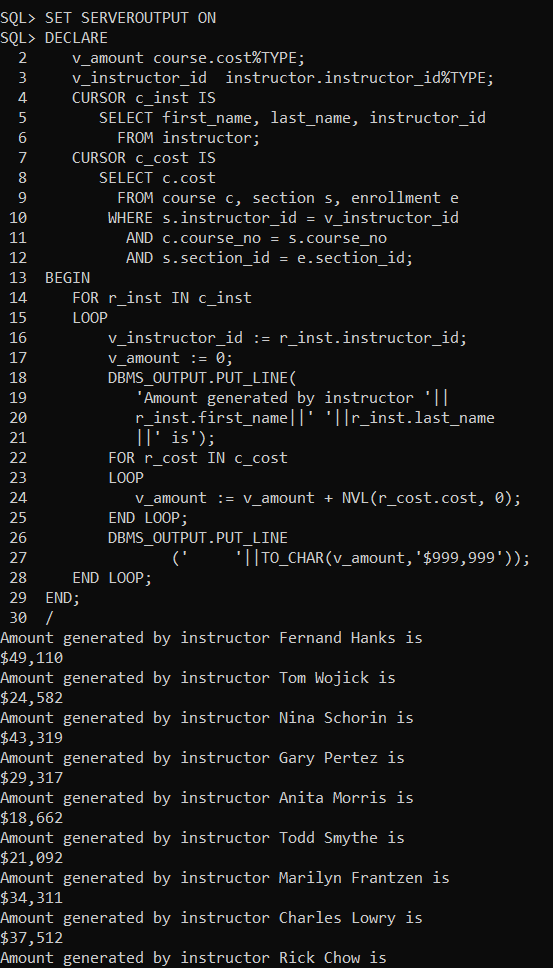 SQL> SET SERVEROUTPUT ON
SQL> DECLARE
  2     v_amount course.cost%TYPE;
  3     v_instructor_id  instructor.instructor_id%TYPE;
  4     CURSOR c_inst IS
  5        SELECT first_name, last_name, instructor_id
  6          FROM instructor;
  7     CURSOR c_cost IS
  8        SELECT c.cost
  9          FROM course c, section s, enrollment e
 10         WHERE s.instructor_id = v_instructor_id
 11           AND c.course_no = s.course_no
 12           AND s.section_id = e.section_id;
 13  BEGIN
 14     FOR r_inst IN c_inst
 15     LOOP
 16         v_instructor_id := r_inst.instructor_id;
 17         v_amount := 0;
 18         DBMS_OUTPUT.PUT_LINE(
 19            'Amount generated by instructor '||
 20            r_inst.first_name||' '||r_inst.last_name
 21            ||' is');
 22         FOR r_cost IN c_cost
 23         LOOP
 24            v_amount := v_amount + NVL(r_cost.cost, 0);
 25         END LOOP;
 26         DBMS_OUTPUT.PUT_LINE
 27                ('     '||TO_CHAR(v_amount,'$999,999'));
 28     END LOOP;
 29  END;
 30  /
Amount generated by instructor Fernand Hanks is
$49,110
Amount generated by instructor Tom Wojick is
$24,582
Amount generated by instructor Nina Schorin is
$43,319
Amount generated by instructor Gary Pertez is
$29,317
Amount generated by instructor Anita Morris is
$18,662
Amount generated by instructor Todd Smythe is
$21,092
Amount generated by instructor Marilyn Frantzen is
$34,311
Amount generated by instructor Charles Lowry is
$37,512
Amount generated by instructor Rick Chow is